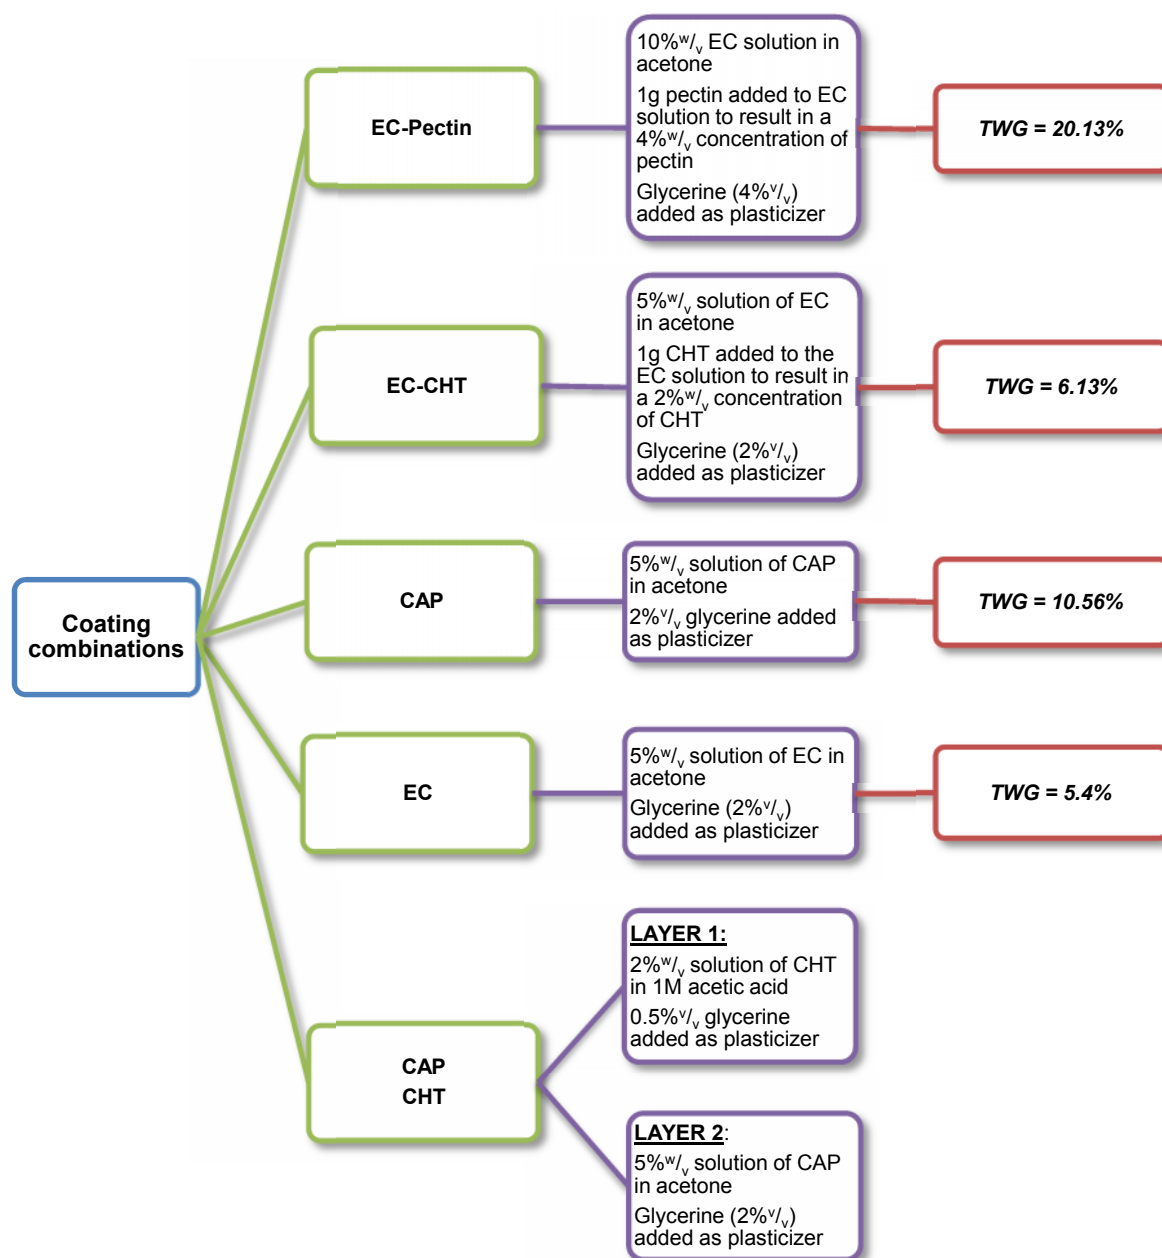 Coating
combinations
EC-Pectin
10%w/v EC solution in
acetone
1g pectin added to EC
solution to result in a
4%w/v concentration of
pectin
Glycerine (4%v/v)
added as plasticizer
TWG = 20.13%
EC-CHT
5%w/v solution of EC
in acetone
1g CHT added to the
EC solution to result in
a 2%w/v concentration
of CHT
Glycerine (2%v/v)
added as plasticizer
TWG = 6.13%
CAP
5%w/v solution of CAP
in acetone
2%v/v glycerine added
as plasticizer
TWG = 10.56%
EC
5%w/v solution of EC in
acetone
Glycerine (2%v/v)
added as plasticizer
TWG = 5.4%
CAP
CHT
LAYER 1:
2%w/v solution of CHT
in 1M acetic acid
0.5%v/v glycerine
added as plasticizer
LAYER 2:
5%w/v solution of CAP
in acetone
Glycerine (2%v/v)
added as plasticizer